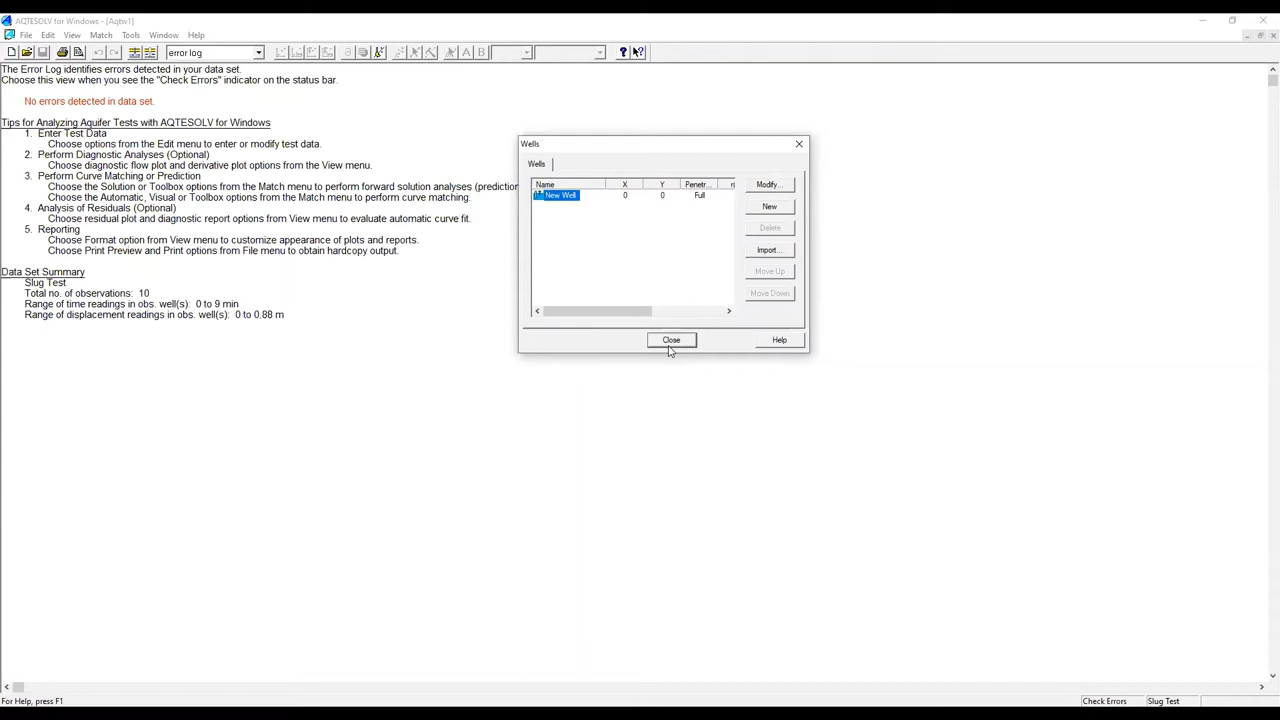 AQTESOLV for Windows - [Aqtw1]
File Edit View Match Tools Window Help
error log
The Error Log identifies errors detected in your data set.
Choose this view when you see the "Check Errors" indicator on the status bar.
No errors detected in data set.
Tips for Analyzing Aquifer Tests with AQTESOLV for Windows
1. Enter Test Data
Choose options from the Edit menu to enter or modify test data.
2. Perform Diagnostic Analyses (Optional)
Choose diagnostic flow plot and derivative plot options from the View menu.
3. Perform Curve Matching or Prediction
Choose the Solution or Toolbox options from the Match menu to perform forward solution analyses (prediction
Choose the Automatic, Visual or Toolbox options from the Match menu to perform curve matching.
4. Analysis of Residuals (Optional)
Choose residual plot and diagnostic report options from View menu to evaluate automatic curve fit.
5. Reporting
Choose Format option from View menu to customize appearance of plots and reports.
Choose Print Preview and Print options from File menu to obtain hardcopy output.
Data Set Summary
Slug Test
Total no. of observations: 10
Range of time readings in obs. well(s): 0 to 9 min
Range of displacement readings in obs. well(s): 0 to 0.88 m
Wells
Wells
Name X Y Penetr...
New Well 0 0 Full
Modify...
New
Delete
Import...
Move Up
Move Down
Close Help
For Help, press F1 Check Errors Slug Test